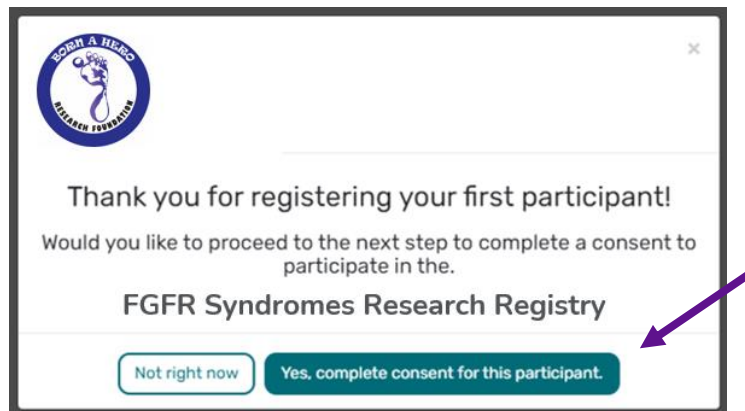 BORN A HERO
RESEARCH FOUNDATION
×
Thank you for registering your first participant!
Would you like to proceed to the next step to complete a consent to
participate in the.
FGFR Syndromes Research Registry
Not right now
Yes, complete consent for this participant.